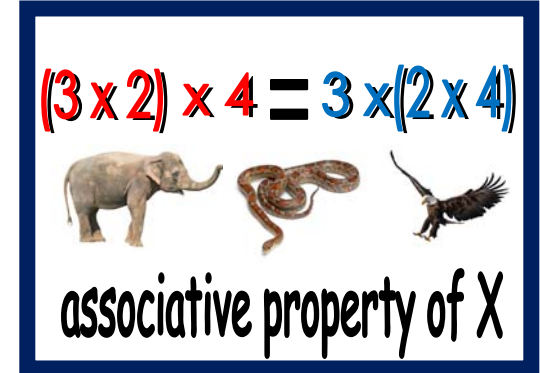 (3 x 2) x 4 = 3 x (2 x 4)
associative property of X